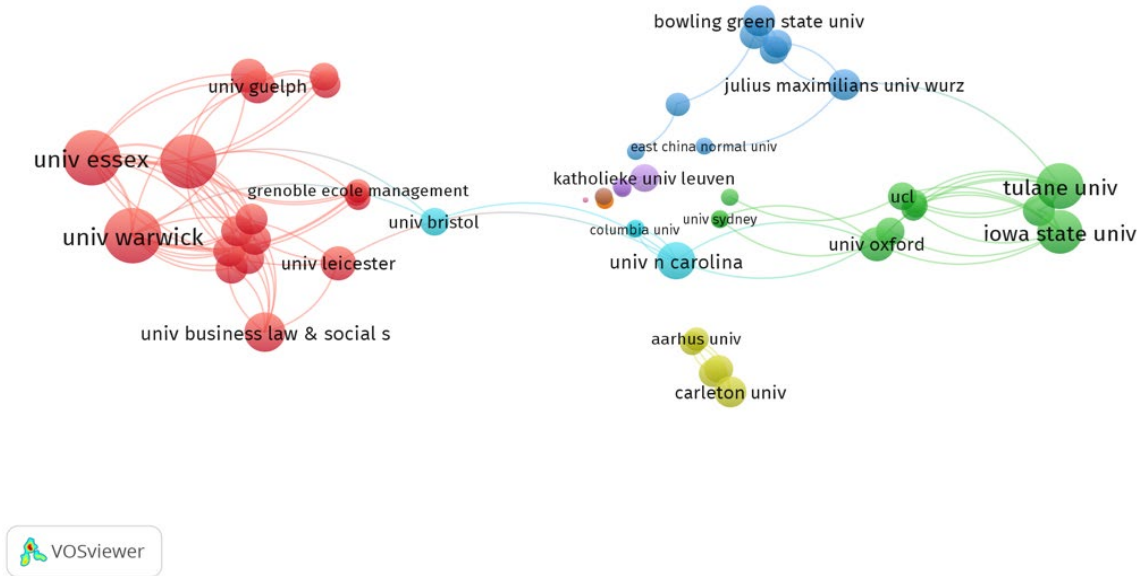 bowling green state univ
univ guelph
julius maximilians univ wurz
univ essex
east china normal univ
katholieke univ leuven
grenoble ecole management
tulane univ
ucl
univ bristol
univ sydney
columbia univ
univ warwick
iowa state univ
univ oxford
univ leicester
univ n carolina
univ business law & social s
aarhus univ
carleton univ
VOSviewer